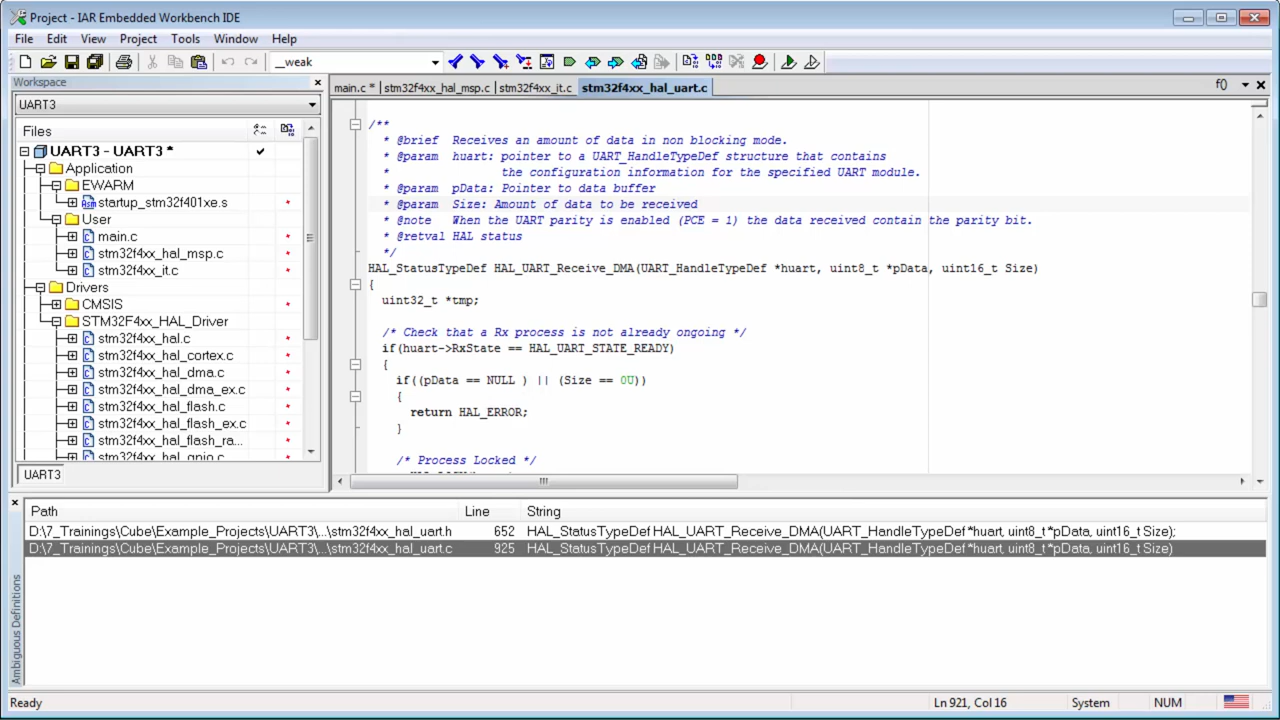 Project - IAR Embedded Workbench IDE
File Edit View Project Tools Window Help
__weak
Workspace
UART3
Files
UART3 - UART3 *
Application
EWARM
startup_stm32f401xe.s
User
main.c
stm32f4xx_hal_msp.c
stm32f4xx_it.c
Drivers
CMSIS
STM32F4xx_HAL_Driver
stm32f4xx_hal.c
stm32f4xx_hal_cortex.c
stm32f4xx_hal_dma.c
stm32f4xx_hal_dma_ex.c
stm32f4xx_hal_flash.c
stm32f4xx_hal_flash_ex.c
stm32f4xx_hal_flash_ra...
stm32f4xx_hal_gpio.c
UART3
main.c * | stm32f4xx_hal_msp.c | stm32f4xx_it.c stm32f4xx_hal_uart.c f()
/**
* @brief Receives an amount of data in non blocking mode.
* @param huart: pointer to a UART_HandleTypeDef structure that contains
* the configuration information for the specified UART module.
* @param pData: Pointer to data buffer
* @param Size: Amount of data to be received
* @note When the UART parity is enabled (PCE = 1) the data received contain the parity bit.
* @retval HAL status
*/
HAL_StatusTypeDef HAL_UART_Receive_DMA(UART_HandleTypeDef *huart, uint8_t *pData, uint16_t Size)
{
uint32_t *tmp;
/* Check that a Rx process is not already ongoing */
if(huart->RxState == HAL_UART_STATE_READY)
{
if((pData == NULL ) || (Size == 0U))
{
return HAL_ERROR;
}
/* Process Locked */
Path Line String
D:\7_Trainings\Cube\Example_Projects\UART3\...\stm32f4xx_hal_uart.h 652 HAL_StatusTypeDef HAL_UART_Receive_DMA(UART_HandleTypeDef *huart, uint8_t *pData, uint16_t Size);
D:\7_Trainings\Cube\Example_Projects\UART3\...\stm32f4xx_hal_uart.c 925 HAL_StatusTypeDef HAL_UART_Receive_DMA(UART_HandleTypeDef *huart, uint8_t *pData, uint16_t Size)
Ambiguous Definitions
Ready Ln 921, Col 16 System NUM